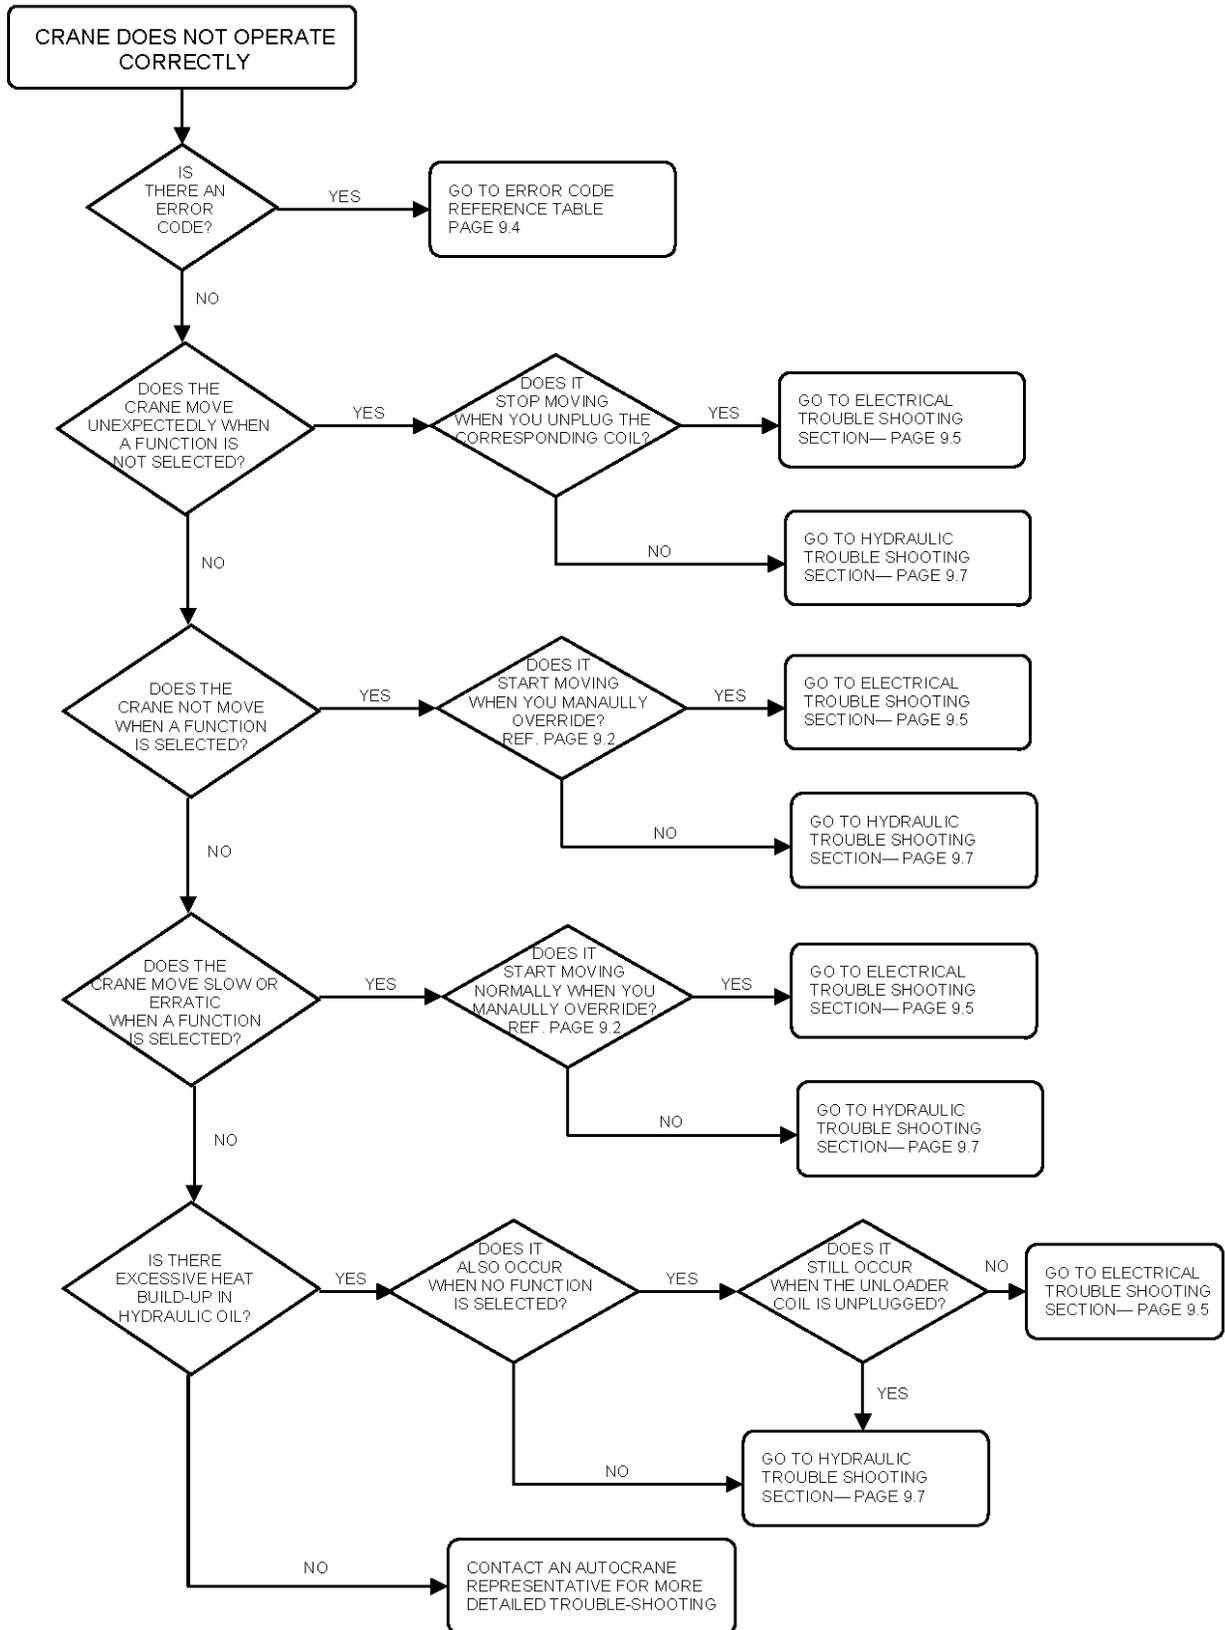 CRANE DOES NOT OPERATE
CORRECTLY
IS
THERE AN
ERROR
CODE?
YES
GO TO ERROR CODE
REFERENCE TABLE
PAGE 9.4
NO
DOES THE
CRANE MOVE
UNEXPECTEDLY WHEN
A FUNCTION IS
NOT SELECTED?
YES
DOES IT
STOP MOVING
WHEN YOU UNPLUG THE
CORRESPONDING COIL?
YES
GO TO ELECTRICAL
TROUBLE SHOOTING
SECTION— PAGE 9.5
NO
GO TO HYDRAULIC
TROUBLE SHOOTING
SECTION— PAGE 9.7
NO
DOES THE
CRANE NOT MOVE
WHEN A FUNCTION
IS SELECTED?
YES
DOES IT
START MOVING
WHEN YOU MANAULLY
OVERRIDE?
REF. PAGE 9.2
YES
GO TO ELECTRICAL
TROUBLE SHOOTING
SECTION— PAGE 9.5
NO
GO TO HYDRAULIC
TROUBLE SHOOTING
SECTION— PAGE 9.7
NO
DOES THE
CRANE MOVE SLOW OR
ERRATIC
WHEN A FUNCTION
IS SELECTED?
YES
DOES IT
START MOVING
NORMALLY WHEN YOU
MANAULLY OVERRIDE?
REF. PAGE 9.2
YES
GO TO ELECTRICAL
TROUBLE SHOOTING
SECTION— PAGE 9.5
NO
GO TO HYDRAULIC
TROUBLE SHOOTING
SECTION— PAGE 9.7
NO
IS THERE
EXCESSIVE HEAT
BUILD-UP IN
HYDRAULIC OIL?
YES
DOES IT
ALSO OCCUR
WHEN NO FUNCTION
IS SELECTED?
YES
DOES IT
STILL OCCUR
WHEN THE UNLOADER
COIL IS UNPLUGGED?
NO
GO TO ELECTRICAL
TROUBLE SHOOTING
SECTION— PAGE 9.5
YES
NO
GO TO HYDRAULIC
TROUBLE SHOOTING
SECTION— PAGE 9.7
NO
CONTACT AN AUTOCRANE
REPRESENTATIVE FOR MORE
DETAILED TROUBLE-SHOOTING